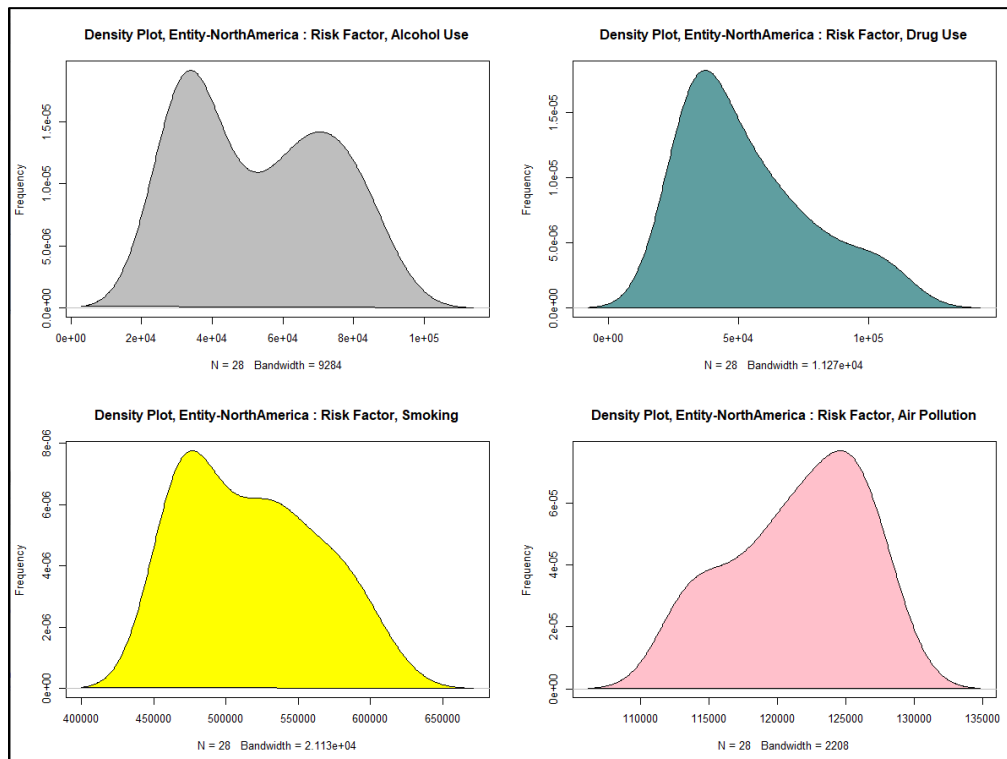 Density Plot, Entity-NorthAmerica : Risk Factor, Alcohol Use
Frequency
0.0e+00 5.0e-06 1.0e-05 1.5e-05
0e+00 2e+04 4e+04 6e+04 8e+04 1e+05
N = 28 Bandwidth = 9284
Density Plot, Entity-NorthAmerica : Risk Factor, Drug Use
Frequency
0.0e+00 5.0e-06 1.0e-05 1.5e-05
0e+00 5e+04 1e+05
N = 28 Bandwidth = 1.127e+04
Density Plot, Entity-NorthAmerica : Risk Factor, Smoking
Frequency
0e+00 2e-06 4e-06 6e-06 8e-06
400000 450000 500000 550000 600000 650000
N = 28 Bandwidth = 2.113e+04
Density Plot, Entity-NorthAmerica : Risk Factor, Air Pollution
Frequency
0e+00 2e-05 4e-05 6e-05
110000 115000 120000 125000 130000 135000
N = 28 Bandwidth = 2208